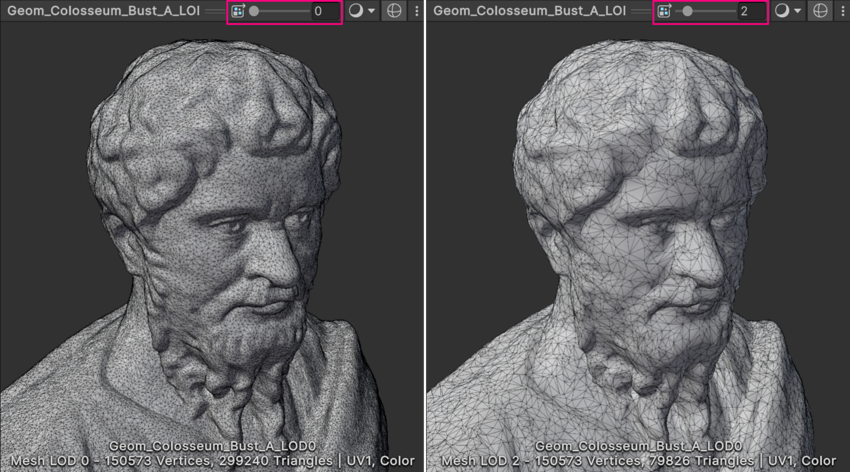 Geom_Colosseum_Bust_A_LOI
0
Geom_Colosseum_Bust_A_LOD0
Mesh LOD 0 - 150573 Vertices, 299240 Triangles | UV1, Color
Geom_Colosseum_Bust_A_LOI
2
Geom_Colosseum_Bust_A_LOD0
Mesh LOD 2 - 150573 Vertices, 79826 Triangles | UV1, Color